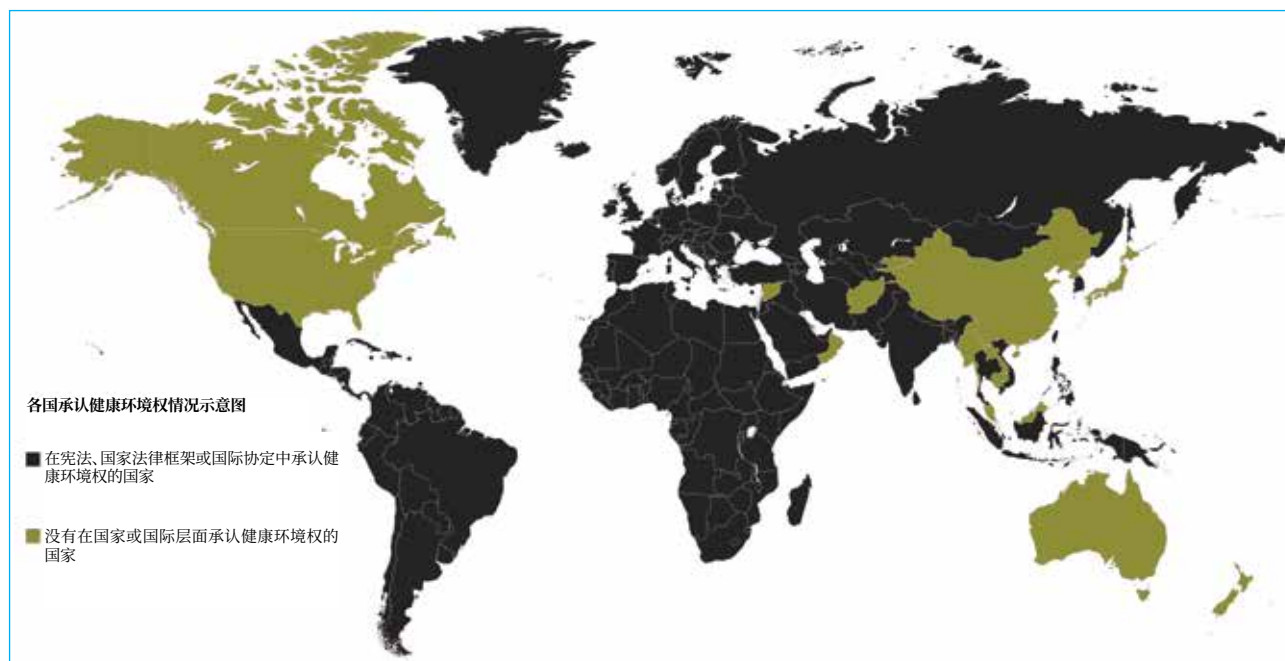 各国承认健康环境权情况示意图
在宪法、国家法律框架或国际协定中承认健
康环境权的国家
没有在国家或国际层面承认健康环境权的
国家